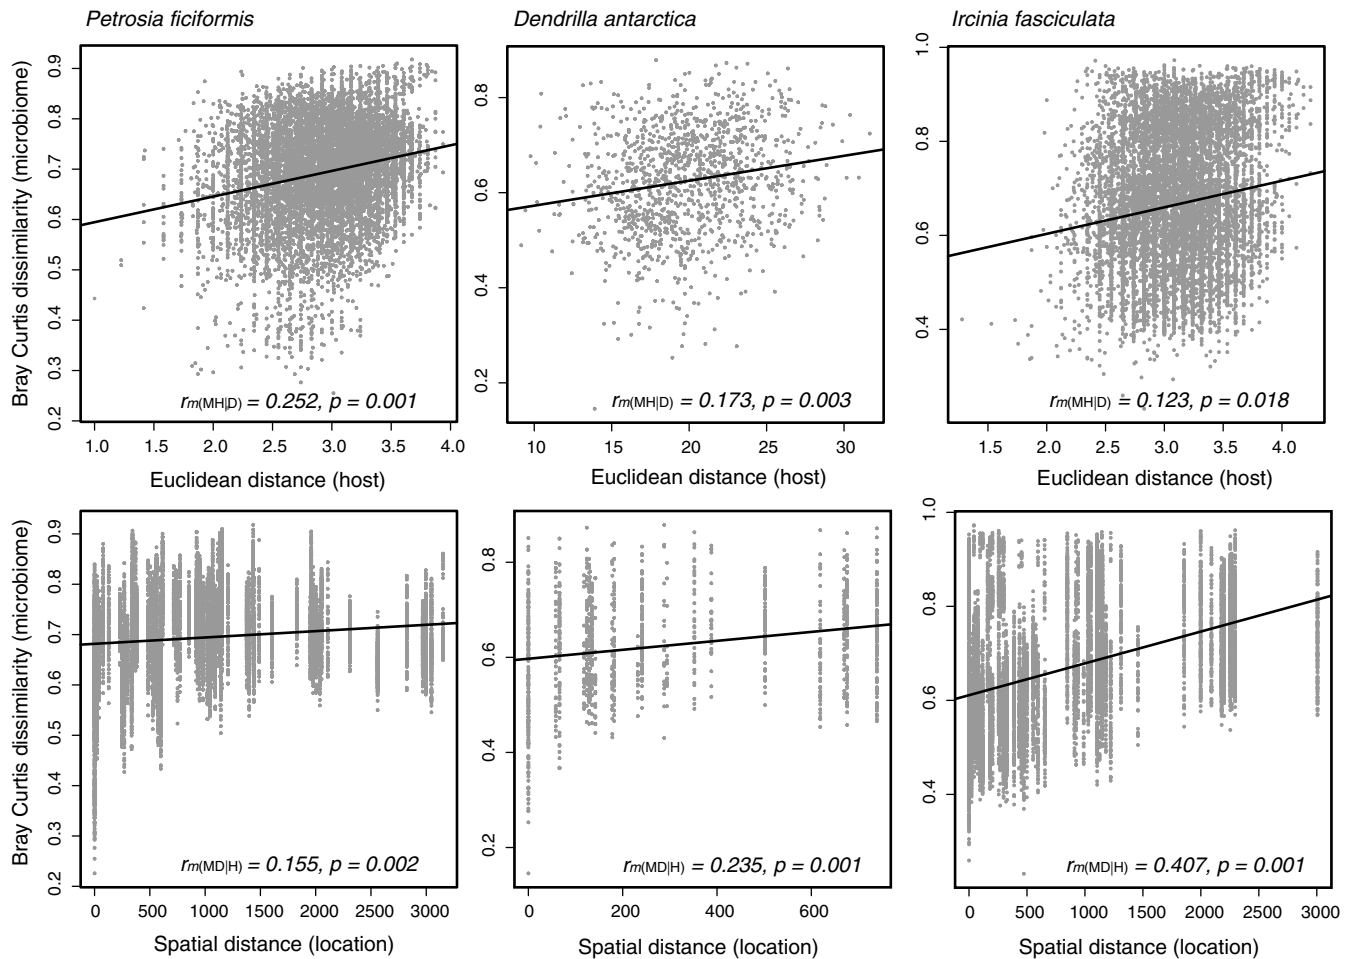 Petrosia ficiformis
Dendrilla antarctica
Ircinia fasciculata
Bray Curtis dissimilarity (microbiome)
0.9
0.8
0.7
0.6
0.5
0.4
0.3
0.2
rm(MH|D) = 0.252, p = 0.001
1.0 1.5 2.0 2.5 3.0 3.5 4.0
Euclidean distance (host)
0.8
0.6
0.4
0.2
rm(MH|D) = 0.173, p = 0.003
10 15 20 25 30
Euclidean distance (host)
1.0
0.8
0.6
0.4
rm(MH|D) = 0.123, p = 0.018
1.5 2.0 2.5 3.0 3.5 4.0
Euclidean distance (host)
Bray Curtis dissimilarity (microbiome)
0.9
0.8
0.7
0.6
0.5
0.4
0.3
0.2
rm(MD|H) = 0.155, p = 0.002
0 500 1000 1500 2000 2500 3000
Spatial distance (location)
0.8
0.6
0.4
0.2
rm(MD|H) = 0.235, p = 0.001
0 200 400 600
Spatial distance (location)
1.0
0.8
0.6
0.4
rm(MD|H) = 0.407, p = 0.001
0 500 1000 1500 2000 2500 3000
Spatial distance (location)